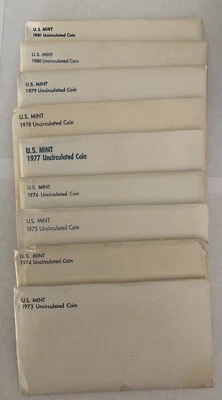 U.S. MINT
1981 Uncirculated Coin
U.S. MINT
1980 Uncirculated Coin
U.S. MINT
1979 Uncirculated Coin
U.S. MINT
1978 Uncirculated Coin
U.S. MINT
1977 Uncirculated Coin
U.S. MINT
1976 Uncirculated Coin
U.S. MINT
1975 Uncirculated Coin
U.S. MINT
1974 Uncirculated Coin
U.S. MINT
1973 Uncirculated Coin